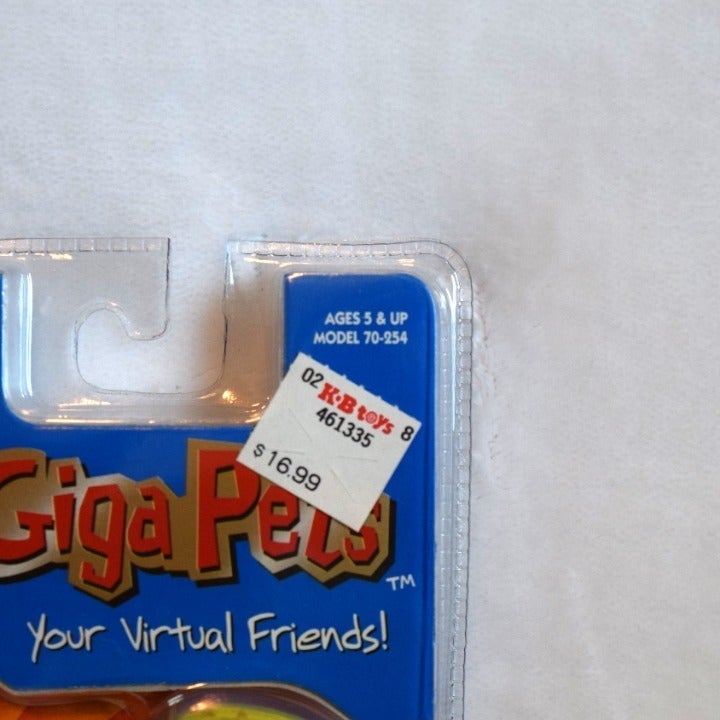 AGES 5 & UP
MODEL 70-254
02 K·B toys 8
461335
$16.99
Giga Pets
TM
Your Virtual Friends!